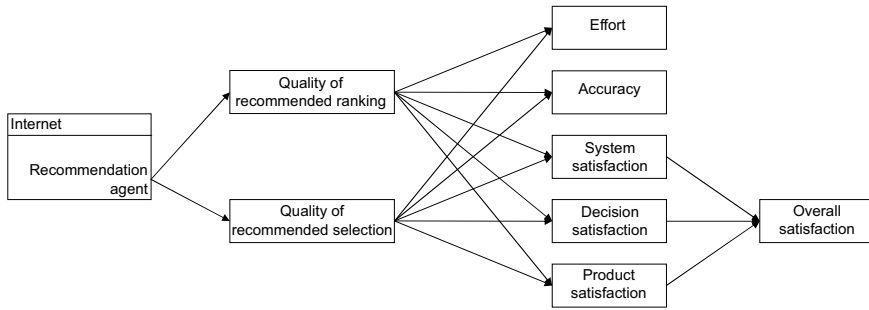 Internet
Recommendation
agent
Quality of
recommended ranking
Quality of
recommended selection
Effort
Accuracy
System
satisfaction
Decision
satisfaction
Product
satisfaction
Overall
satisfaction